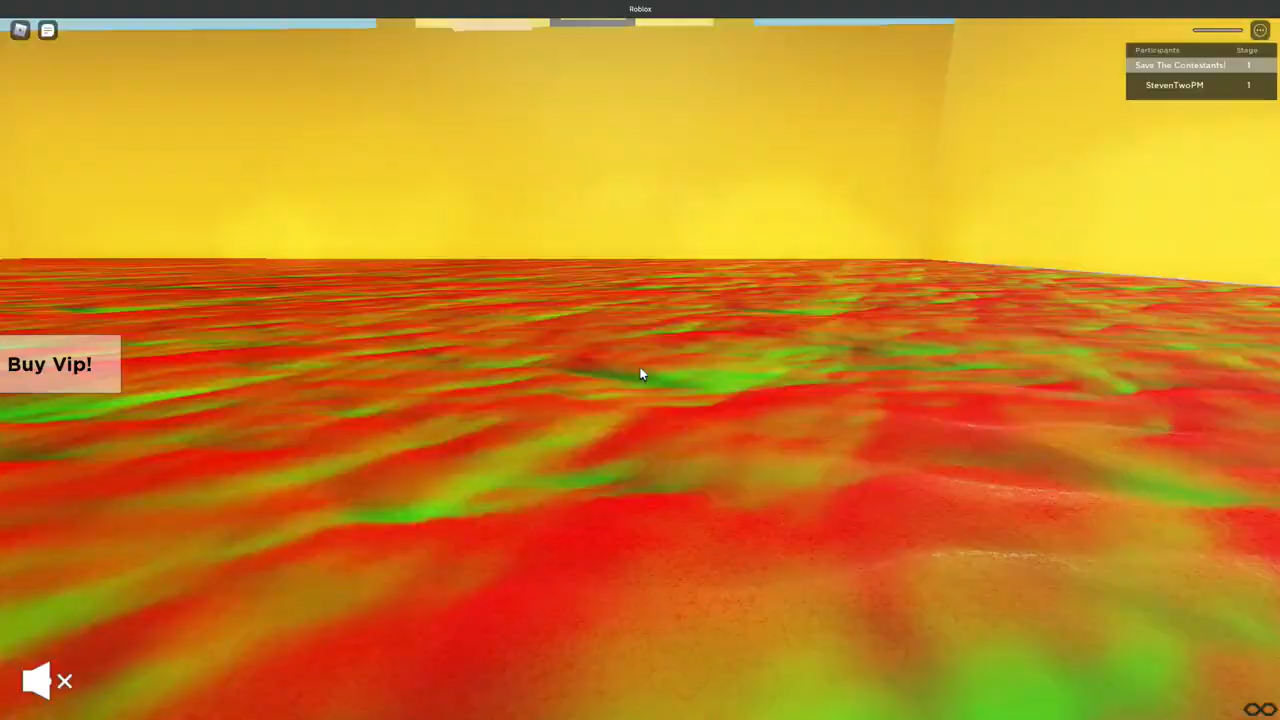 Roblox
Participants Stage
Save The Contestants! 1
StevenTwoPM 1
Buy Vip!